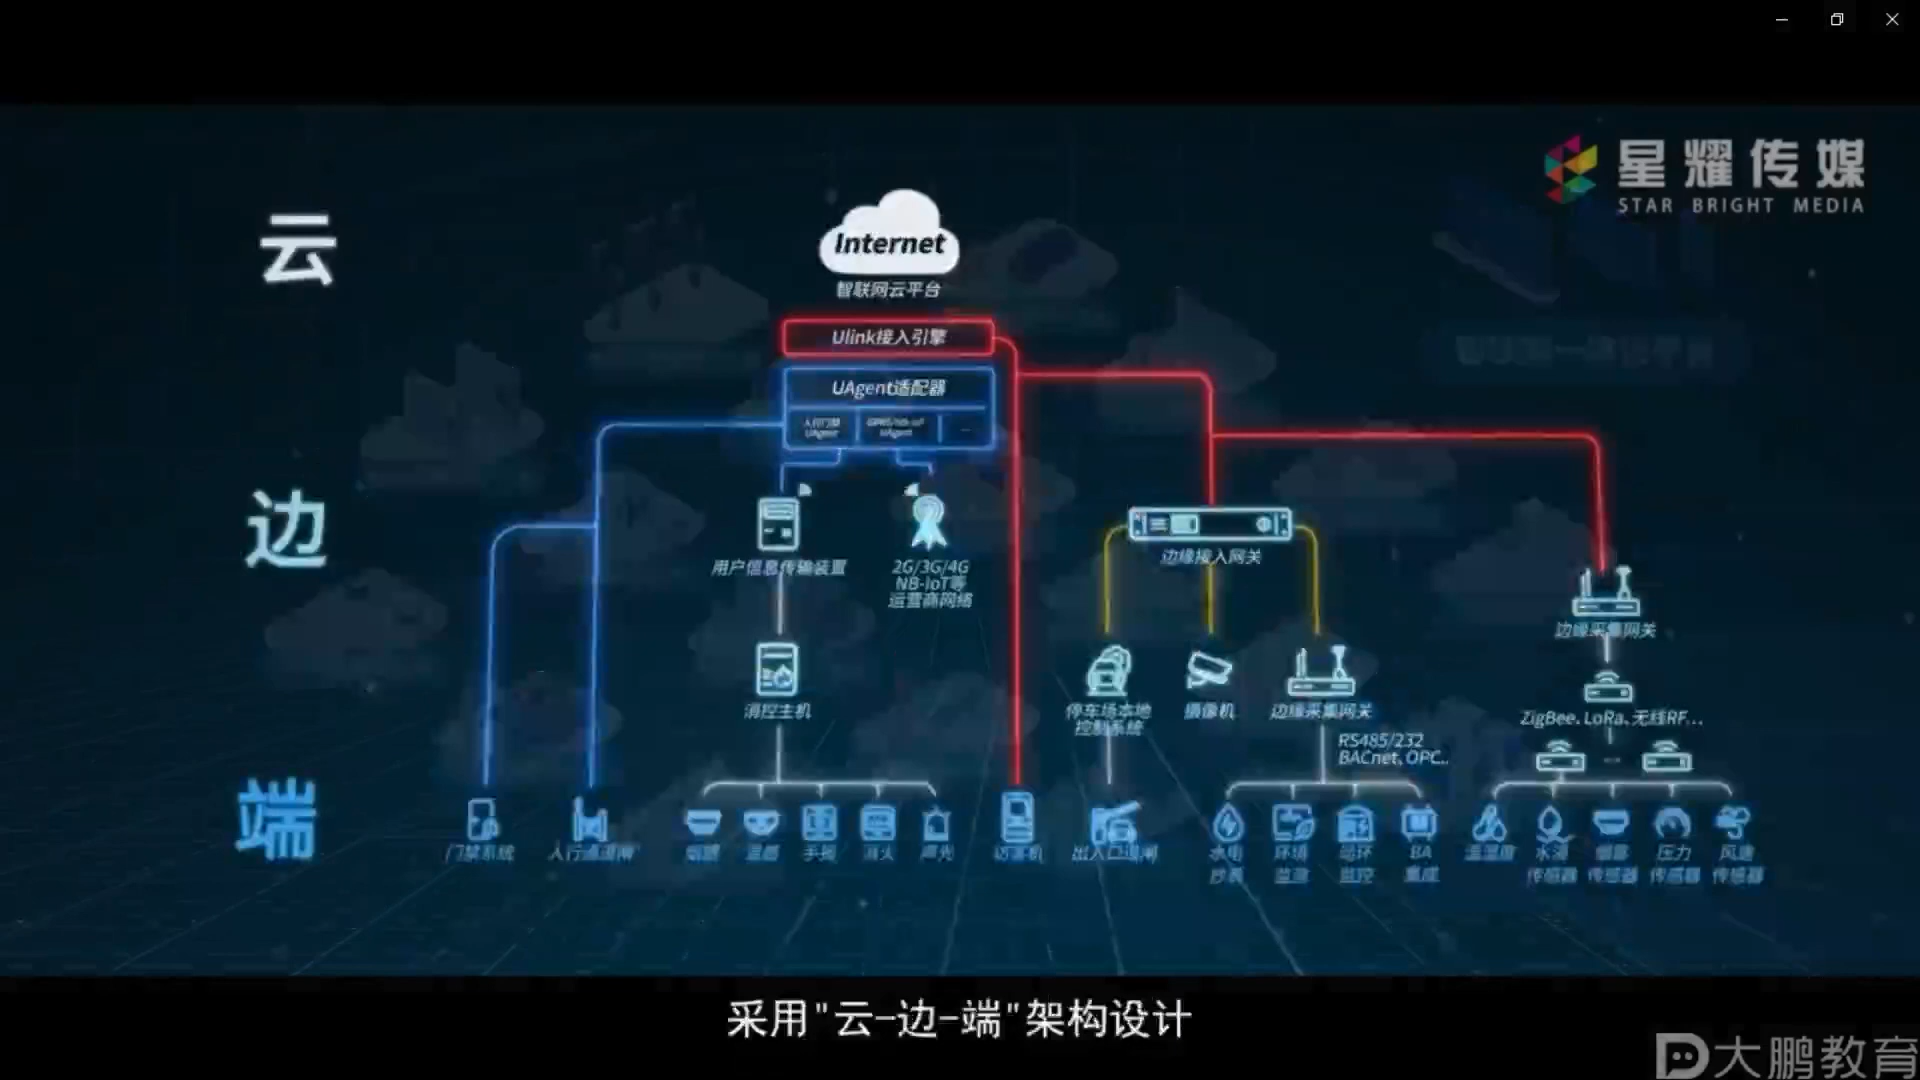 星耀传媒
STAR BRIGHT MEDIA
云
Internet
智联网云平台
Ulink接入引擎
UAgent适配器
UAgent
UAgent
边
用户信息传输装置
2G/3G/4G
NB-IoT等
运营商网络
边缘接入网关
边缘采集网关
消控主机
停车场本地
控制系统
摄像机
边缘采集网关
RS485/232
BACnet、OPC..
ZigBee、LoRa、无线RF...
端
门禁系统
人行通道闸
烟感
温感
手报
消火
声光
访客机
出入口道闸
水电
抄表
环境
监测
动环
监控
BA
集成
温湿度
水浸
传感器
烟雾
传感器
压力
传感器
风速
传感器
采用"云-边-端"架构设计
大鹏教育